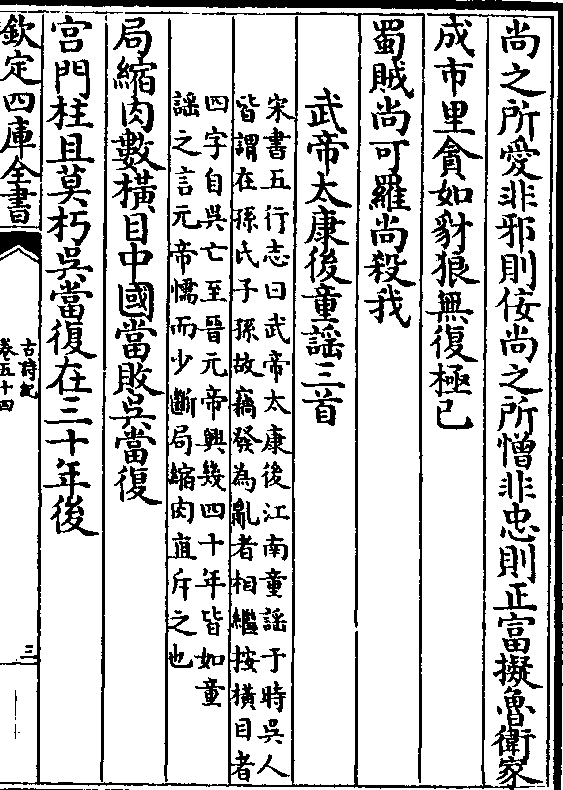 尚之所愛非邪則佞尚之所憎非忠則正富擬魯衛家
成市里貪如豺狼無復極已
蜀賊尚可羅尚殺我
武帝太康後童謡三首
宋書五行志曰武帝太康後江南童謡于時吳人
皆謂在孫氏子孫故竊發為亂者相繼按横目者
四字自吳亡至晉元帝興幾四十年皆如童
謡之言元帝懦而少斷局縮肉直斥之也
局縮肉數横目中國當敗吳當復
宫門柱且莫朽吳當復在三十年後
欽定四庫全書
古詩紀
卷五十四
三